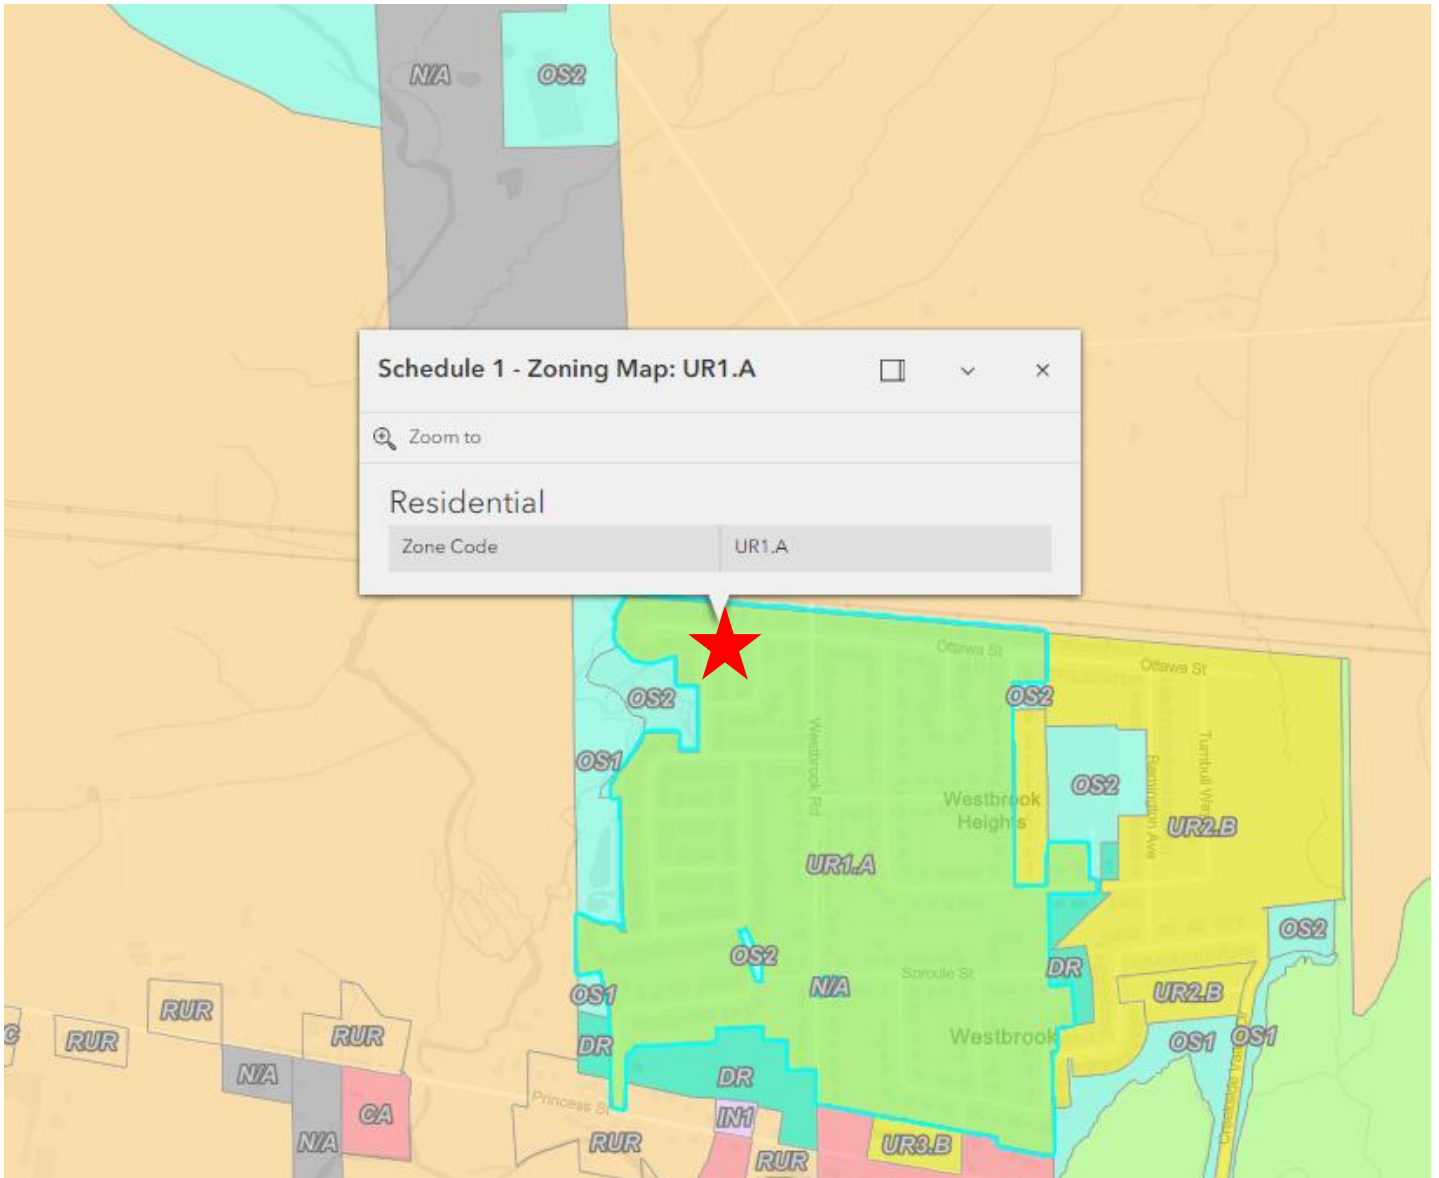 N/A
OS2
Schedule 1 - Zoning Map: UR1.A
Zoom to
Residential
Zone Code UR1.A
Ottawa St
Ottawa St
OS2
OS2
Westbrook Rd
Turnbull Way
OS1
OS2
Remington Ave
Westbrook
Heights
UR2.B
UR1.A
OS2
OS2
DR
Sproule St
N/A
UR2.B
OS1
RUR
RUR
RUR
Westbrook
OS1
OS1
DR
N/A
DR
Princess St
CA
IN1
N/A
RUR
UR3.B
RUR